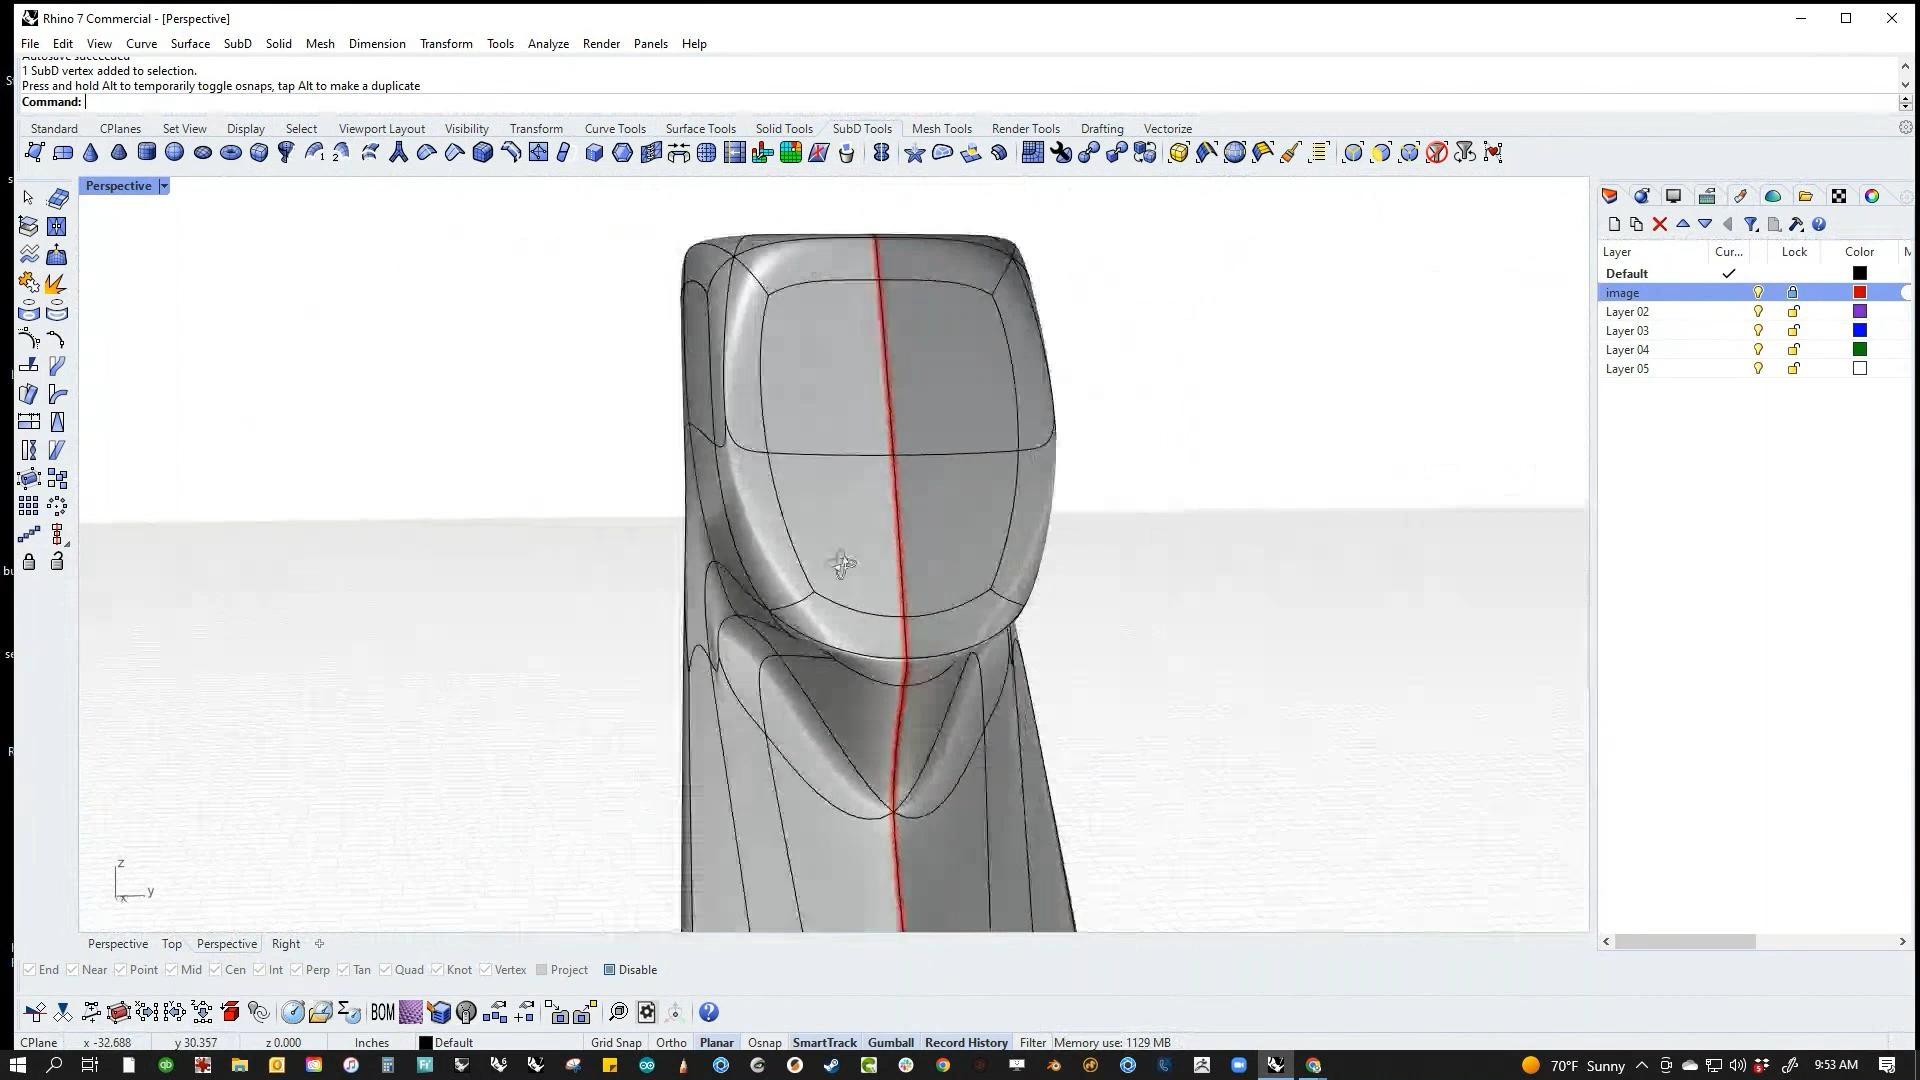 Rhino 7 Commercial - [Perspective]
File Edit View Curve Surface SubD Solid Mesh Dimension Transform Tools Analyze Render Panels Help
Autosave succeeded
1 SubD vertex added to selection.
Press and hold Alt to temporarily toggle osnaps, tap Alt to make a duplicate
Command:
Standard CPlanes Set View Display Select Viewport Layout Visibility Transform Curve Tools Surface Tools Solid Tools SubD Tools Mesh Tools Render Tools Drafting Vectorize
Perspective
Layer Cur... Lock Color M
Default
image
Layer 02
Layer 03
Layer 04
Layer 05
z
y
x
Perspective Top Perspective Right
End Near Point Mid Cen Int Perp Tan Quad Knot Vertex Project Disable
BOM
CPlane x -32.688 y 30.357 z 0.000 Inches Default Grid Snap Ortho Planar Osnap SmartTrack Gumball Record History Filter Memory use: 1129 MB
70°F Sunny 9:53 AM